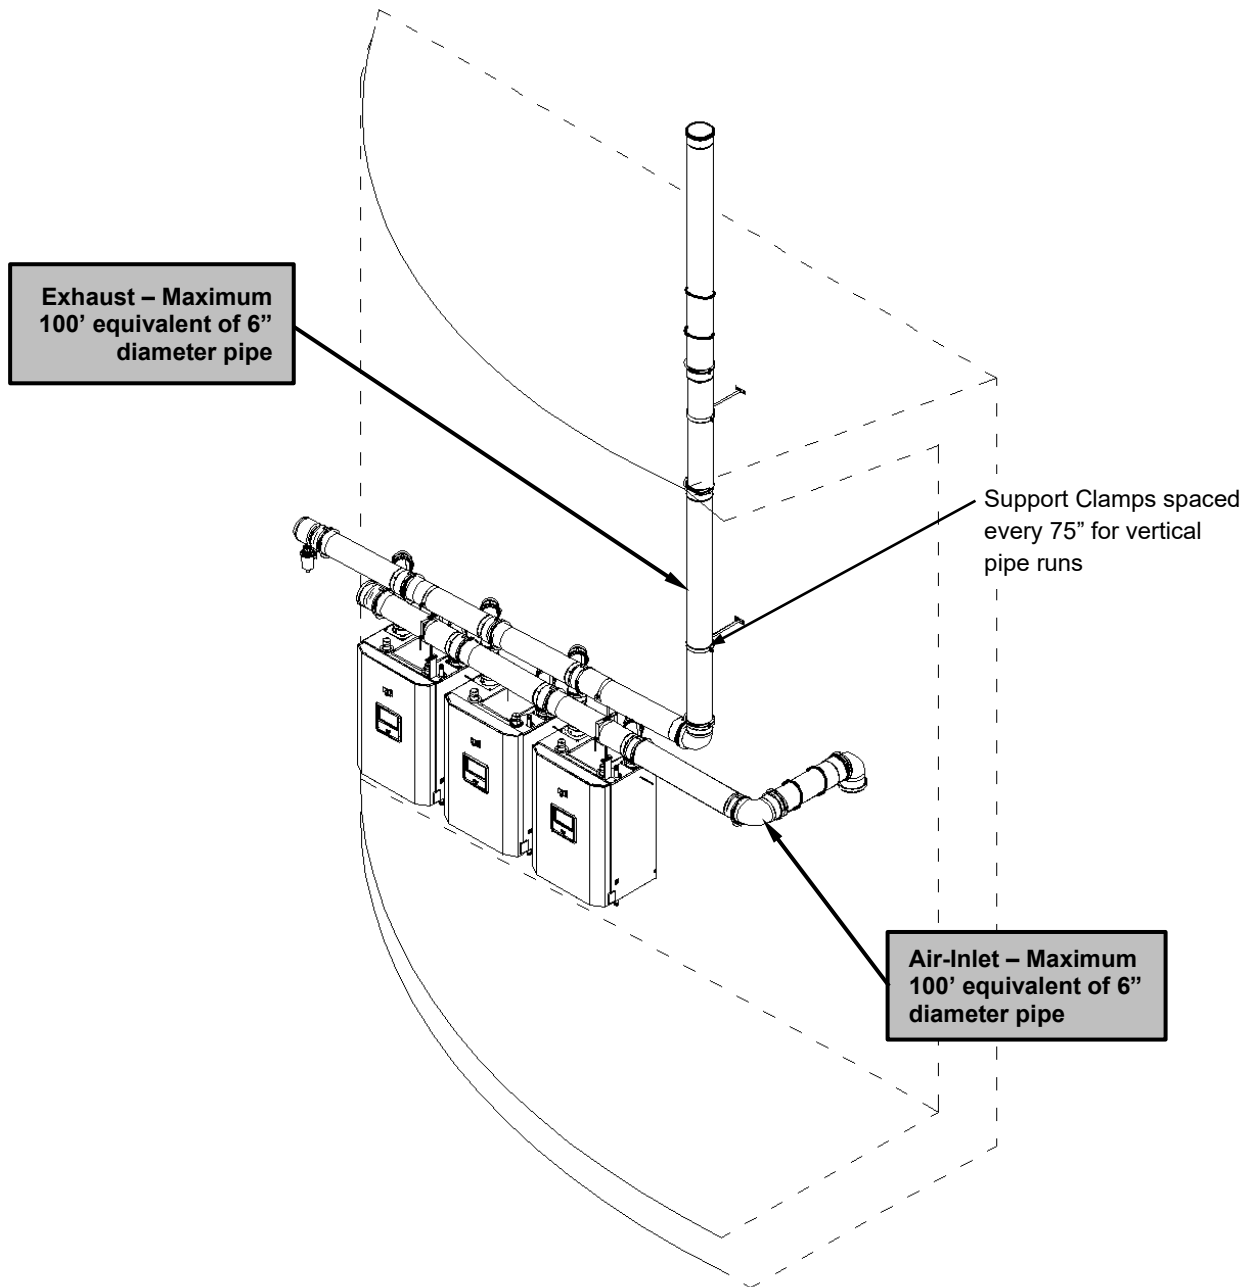 Exhaust – Maximum
100’ equivalent of 6”
diameter pipe
Support Clamps spaced
every 75” for vertical
pipe runs
Air-Inlet – Maximum
100’ equivalent of 6”
diameter pipe